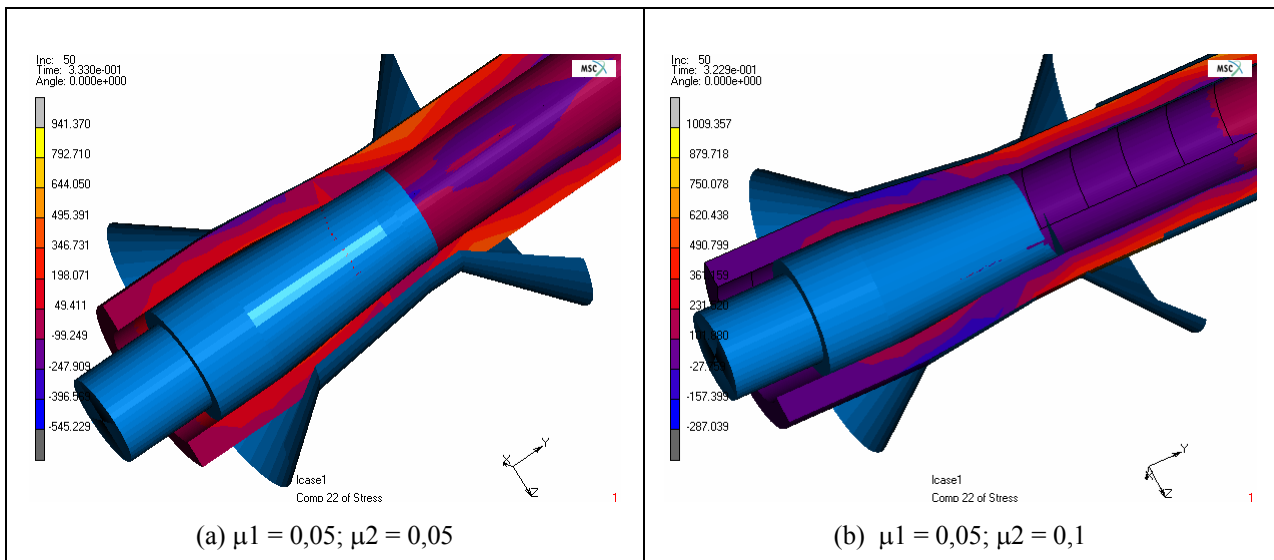 Inc: 50
Time: 3.330e-001
Angle: 0.000e+000
MSC
941.370
792.710
644.050
495.391
346.731
198.071
49.411
-99.249
-247.909
-545.229
X
Y
Z
lcase1
Comp 22 of Stress
1
(a) µ1 = 0,05; µ2 = 0,05
Inc: 50
Time: 3.229e-001
Angle: 0.000e+000
MSC
1009.357
879.718
750.078
620.438
490.799
-157.399
-287.039
Y
Z
lcase1
Comp 22 of Stress
1
(b) µ1 = 0,05; µ2 = 0,1